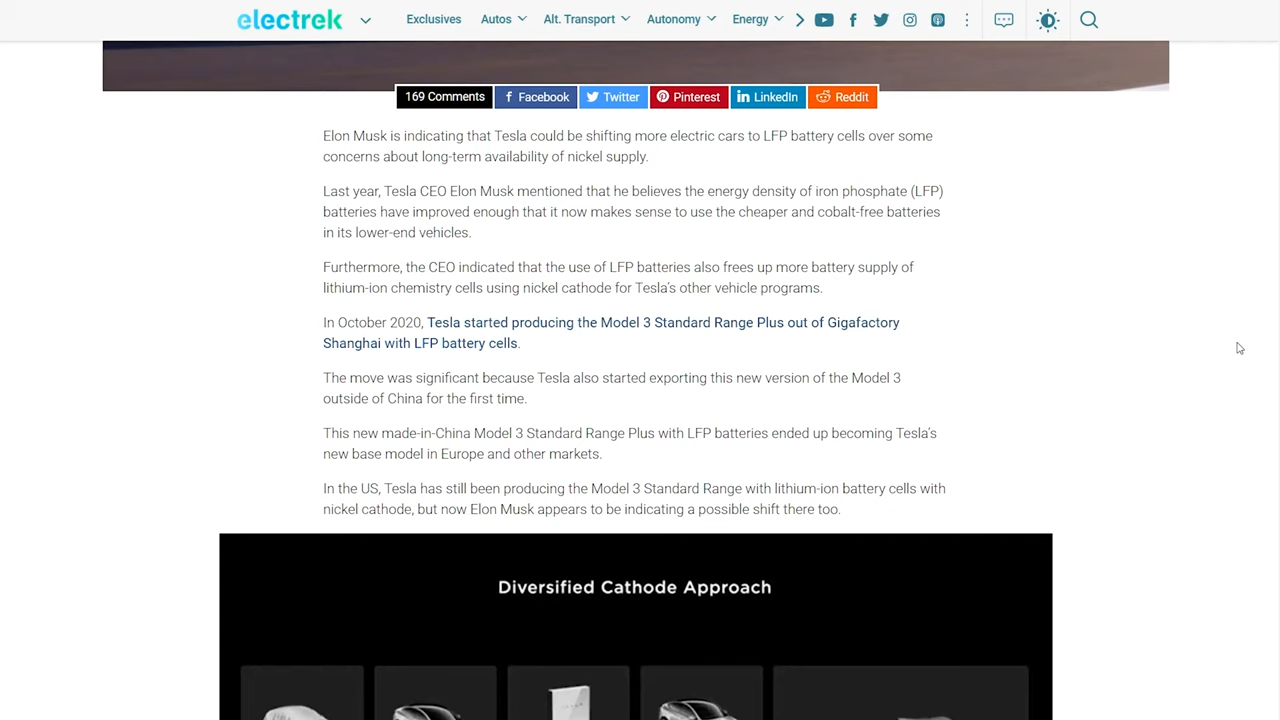 electrek
Exclusives Autos Alt. Transport Autonomy Energy
169 Comments Facebook Twitter Pinterest LinkedIn Reddit
Elon Musk is indicating that Tesla could be shifting more electric cars to LFP battery cells over some
concerns about long-term availability of nickel supply.
Last year, Tesla CEO Elon Musk mentioned that he believes the energy density of iron phosphate (LFP)
batteries have improved enough that it now makes sense to use the cheaper and cobalt-free batteries
in its lower-end vehicles.
Furthermore, the CEO indicated that the use of LFP batteries also frees up more battery supply of
lithium-ion chemistry cells using nickel cathode for Tesla’s other vehicle programs.
In October 2020, Tesla started producing the Model 3 Standard Range Plus out of Gigafactory
Shanghai with LFP battery cells.
The move was significant because Tesla also started exporting this new version of the Model 3
outside of China for the first time.
This new made-in-China Model 3 Standard Range Plus with LFP batteries ended up becoming Tesla’s
new base model in Europe and other markets.
In the US, Tesla has still been producing the Model 3 Standard Range with lithium-ion battery cells with
nickel cathode, but now Elon Musk appears to be indicating a possible shift there too.
Diversified Cathode Approach